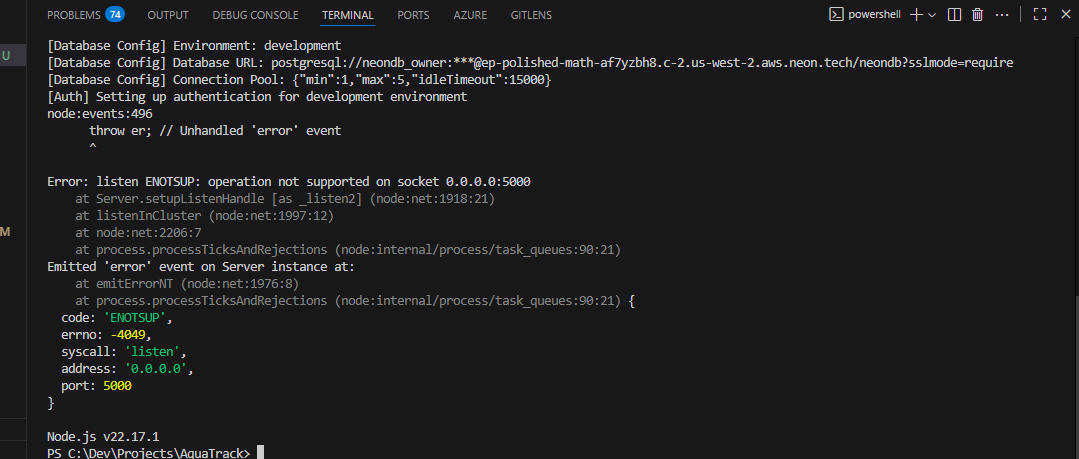 PROBLEMS 74 OUTPUT DEBUG CONSOLE TERMINAL PORTS AZURE GITLENS powershell
[Database Config] Environment: development
U
[Database Config] Database URL: postgresql://neondb_owner:***@ep-polished-math-af7yzbh8.c-2.us-west-2.aws.neon.tech/neondb?sslmode=require
[Database Config] Connection Pool: {"min":1,"max":5,"idleTimeout":15000}
[Auth] Setting up authentication for development environment
node:events:496
      throw er; // Unhandled 'error' event
      ^
Error: listen ENOTSUP: operation not supported on socket 0.0.0.0:5000
    at Server.setupListenHandle [as _listen2] (node:net:1918:21)
    at listenInCluster (node:net:1997:12)
M
    at node:net:2206:7
    at process.processTicksAndRejections (node:internal/process/task_queues:90:21)
Emitted 'error' event on Server instance at:
    at emitErrorNT (node:net:1976:8)
    at process.processTicksAndRejections (node:internal/process/task_queues:90:21) {
  code: 'ENOTSUP',
  errno: -4049,
  syscall: 'listen',
  address: '0.0.0.0',
  port: 5000
}
Node.js v22.17.1
PS C:\Dev\Projects\AquaTrack>